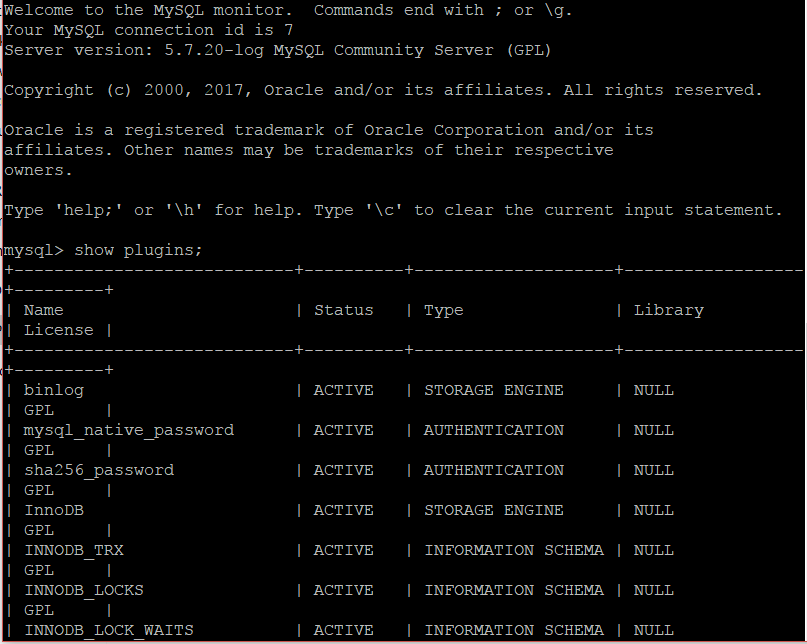 Welcome to the MySQL monitor.  Commands end with ; or \g.
Your MySQL connection id is 7
Server version: 5.7.20-log MySQL Community Server (GPL)
Copyright (c) 2000, 2017, Oracle and/or its affiliates. All rights reserved.
Oracle is a registered trademark of Oracle Corporation and/or its
affiliates. Other names may be trademarks of their respective
owners.
Type 'help;' or '\h' for help. Type '\c' to clear the current input statement.
mysql> show plugins;
+----------------------------+----------+--------------------+------------------
+---------+
| Name                       | Status   | Type               | Library
| License |
+----------------------------+----------+--------------------+------------------
+---------+
| binlog                     | ACTIVE   | STORAGE ENGINE     | NULL
| GPL     |
| mysql_native_password      | ACTIVE   | AUTHENTICATION     | NULL
| GPL     |
| sha256_password            | ACTIVE   | AUTHENTICATION     | NULL
| GPL     |
| InnoDB                     | ACTIVE   | STORAGE ENGINE     | NULL
| GPL     |
| INNODB_TRX                 | ACTIVE   | INFORMATION SCHEMA | NULL
| GPL     |
| INNODB_LOCKS               | ACTIVE   | INFORMATION SCHEMA | NULL
| GPL     |
| INNODB_LOCK_WAITS          | ACTIVE   | INFORMATION SCHEMA | NULL